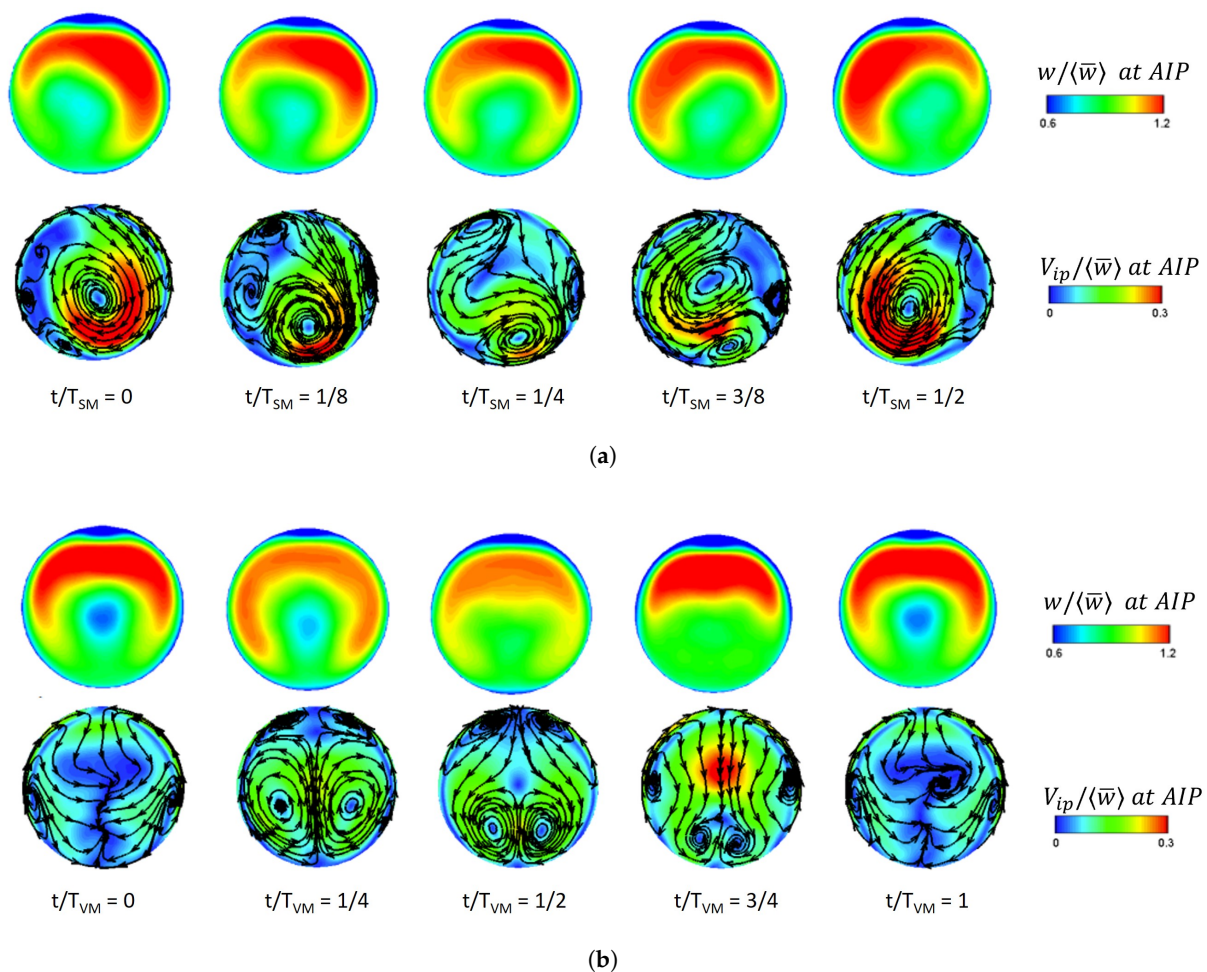 w/⟨w̅⟩ at AIP
0.6 1.2
V_ip/⟨w̅⟩ at AIP
0 0.3
t/T_SM = 0 t/T_SM = 1/8 t/T_SM = 1/4 t/T_SM = 3/8 t/T_SM = 1/2
(a)
w/⟨w̅⟩ at AIP
0.6 1.2
V_ip/⟨w̅⟩ at AIP
0 0.3
t/T_VM = 0 t/T_VM = 1/4 t/T_VM = 1/2 t/T_VM = 3/4 t/T_VM = 1
(b)